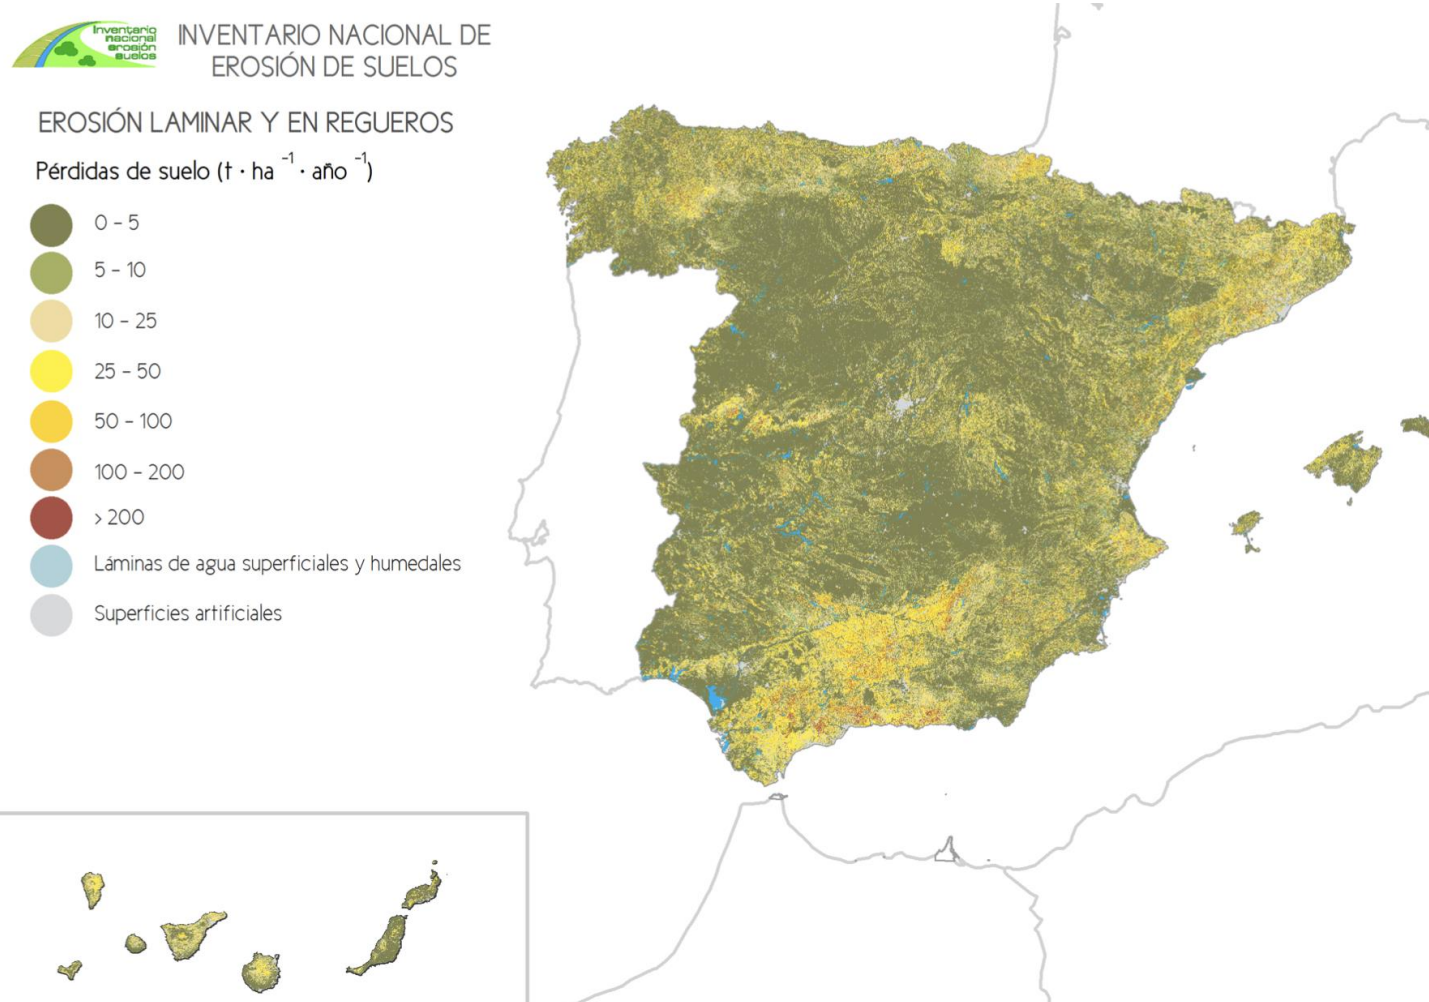 Inventario
nacional
erosión
suelos
INVENTARIO NACIONAL DE
EROSIÓN DE SUELOS
EROSIÓN LAMINAR Y EN REGUEROS
Pérdidas de suelo (t · ha ⁻¹ · año ⁻¹)
0 - 5
5 - 10
10 - 25
25 - 50
50 - 100
100 - 200
> 200
Láminas de agua superficiales y humedales
Superficies artificiales